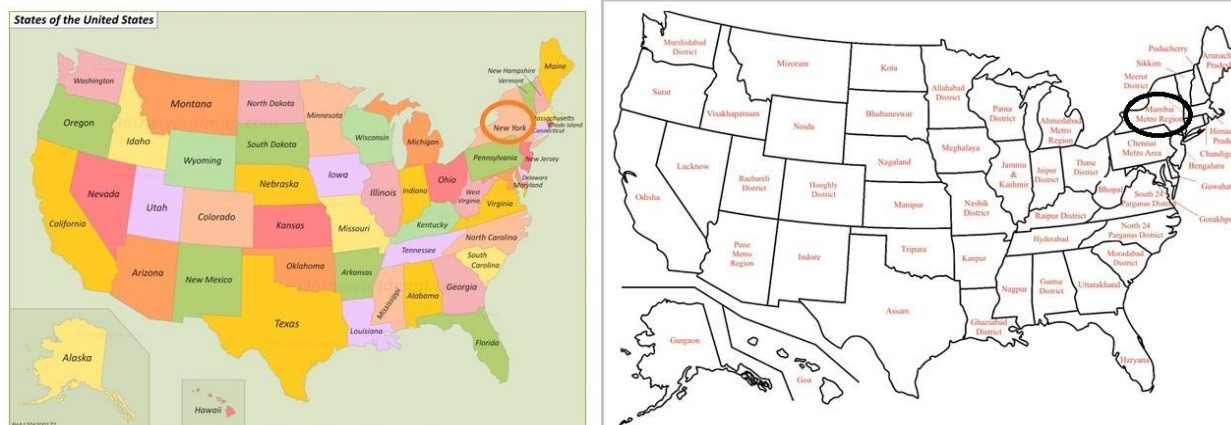 States of the United States
Washington
Oregon
California
Idaho
Nevada
Montana
Wyoming
Utah
Arizona
Colorado
New Mexico
North Dakota
South Dakota
Nebraska
Kansas
Oklahoma
Texas
Minnesota
Iowa
Missouri
Arkansas
Louisiana
Wisconsin
Illinois
Michigan
Indiana
Ohio
Kentucky
Tennessee
Mississippi
Alabama
Georgia
Florida
South
Carolina
North Carolina
Virginia
West
Virginia
Pennsylvania
New York
New Hampshire
Vermont
Maine
Massachusetts
Rhode Island
Connecticut
New Jersey
Delaware
Maryland
Alaska
Hawaii
Murshidabad
District
Surat
Odisha
Visakhapatnam
Lucknow
Mizoram
Noida
Raebareli
District
Hooghly
District
Pune
Metro
Region
Indore
Kota
Bhubaneswar
Nagaland
Manipur
Tripura
Assam
Allahabad
District
Meghalaya
Nashik
District
Kanpur
Ghaziabad
District
Patna
District
Jammu
&
Kashmir
Ahmedabad
Metro
Region
Jaipur
District
Thane
District
Bhopal
Raipur District
Hyderabad
Nagpur
Guntur
District
Uttarakhand
Haryana
Moradabad
District
North 24
Parganas District
South 24
Parganas District
Chennai
Metro Area
Mumbai
Metro Region
Meerut
District
Sikkim
Puducherry
Arunach
Prades
Hima
Prade
Chandig
Bengaluru
Guwaha
Gorakhp
Gurgaon
Goa